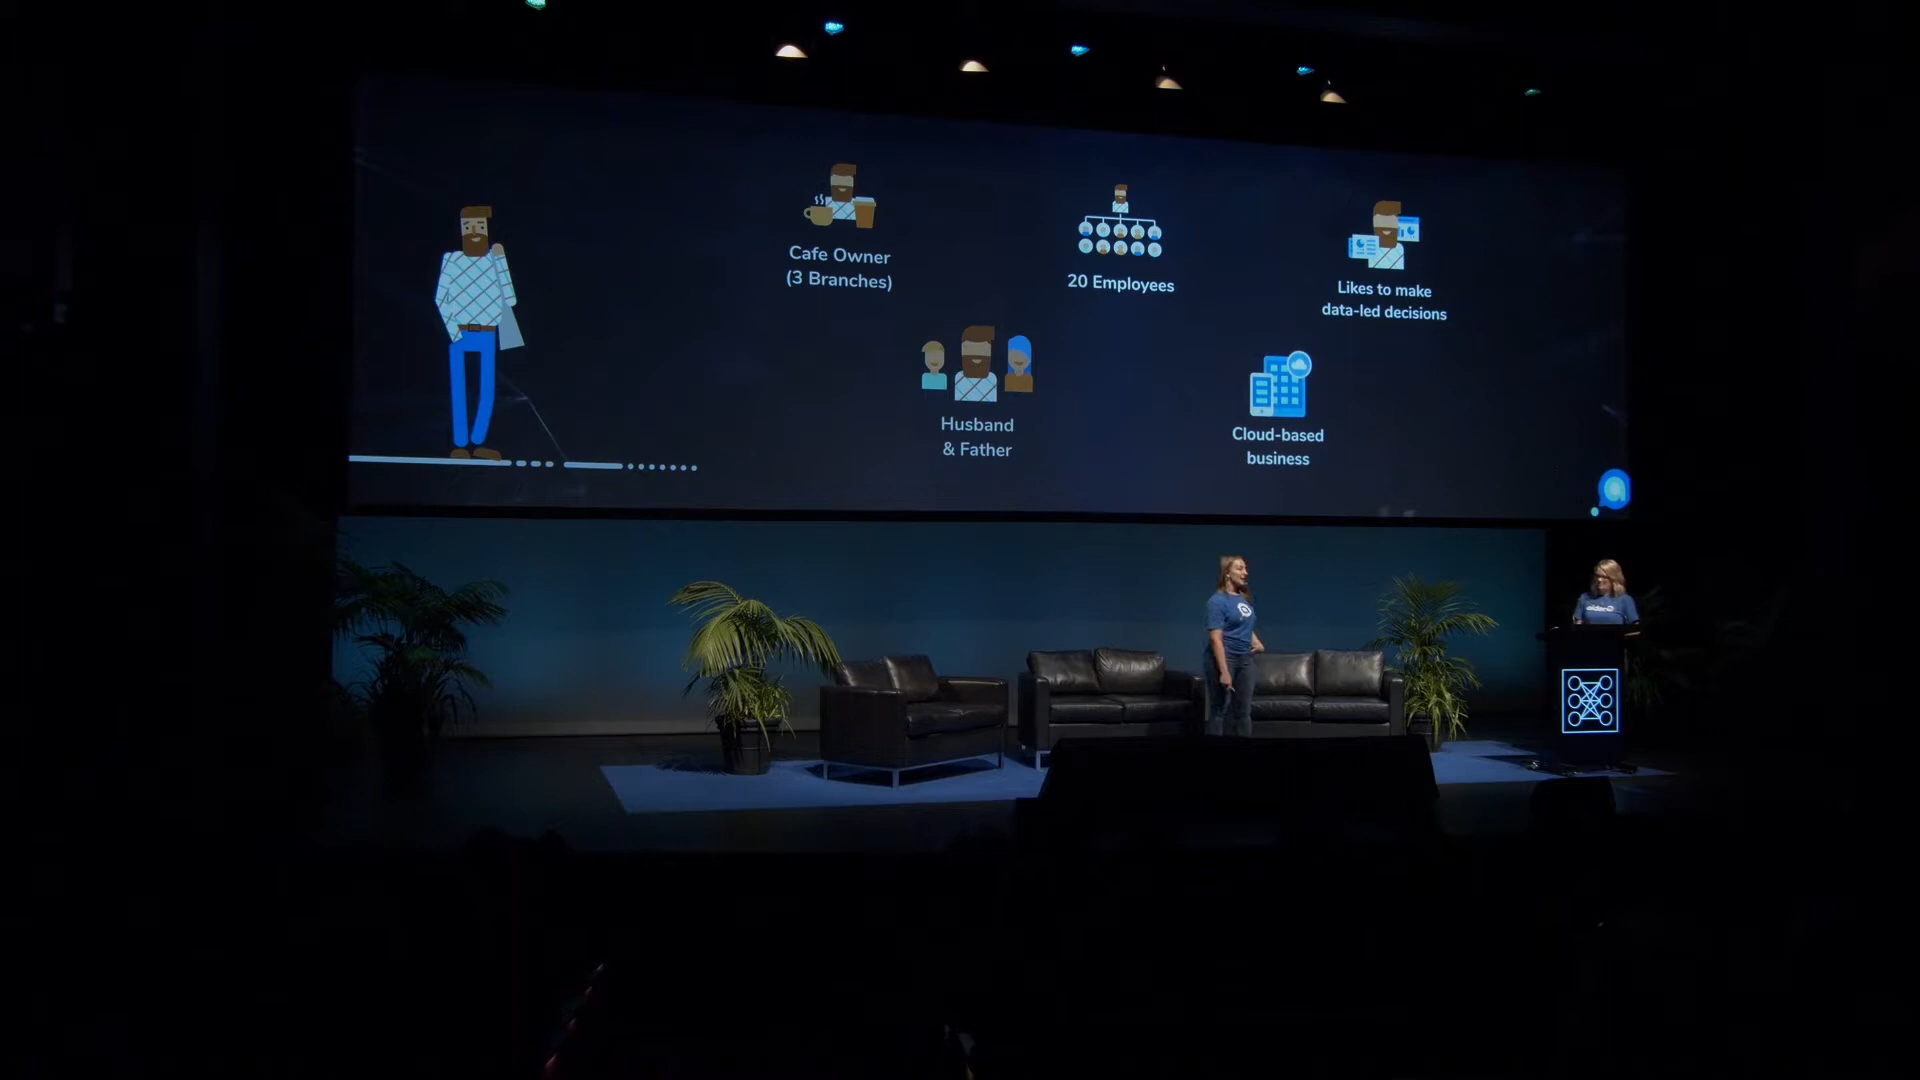 Cafe Owner
(3 Branches)
20 Employees
Likes to make
data-led decisions
Husband
& Father
Cloud-based
business